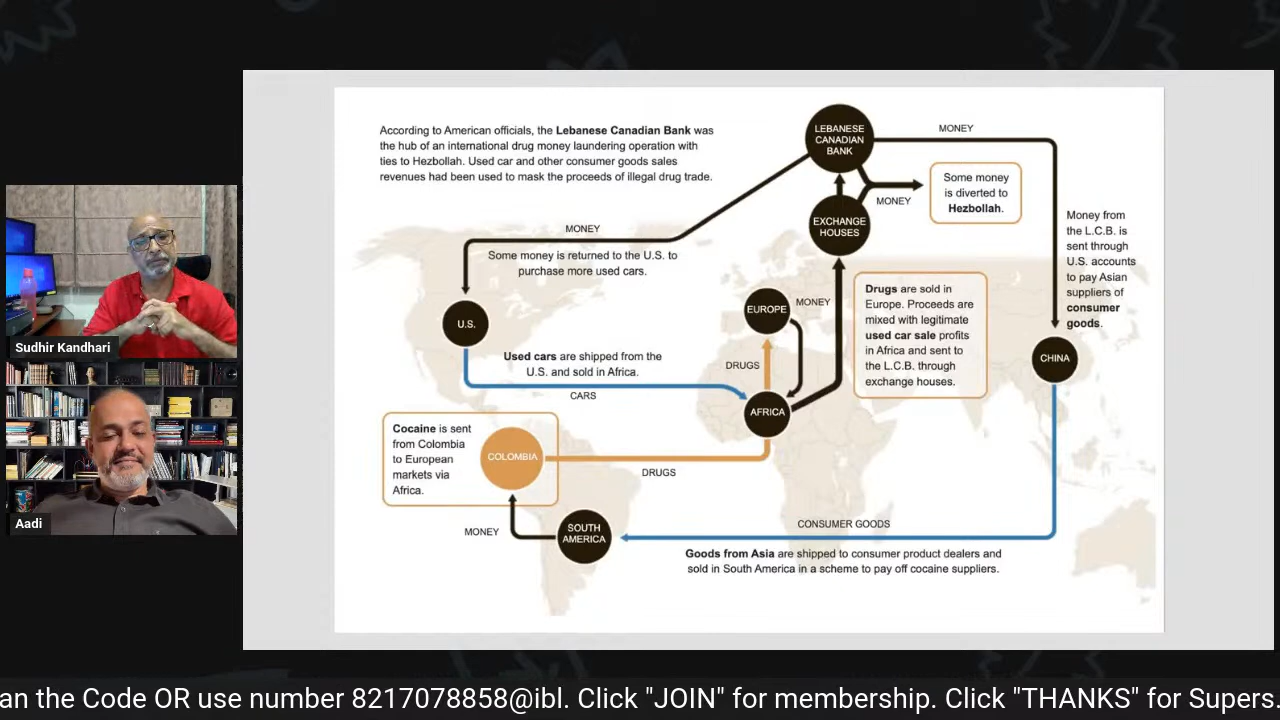 According to American officials, the Lebanese Canadian Bank was
the hub of an international drug money laundering operation with
ties to Hezbollah. Used car and other consumer goods sales
revenues had been used to mask the proceeds of illegal drug trade.
LEBANESE
CANADIAN
BANK
MONEY
Some money
is diverted to
Hezbollah.
MONEY
EXCHANGE
HOUSES
Money from
the L.C.B. is
sent through
U.S. accounts
to pay Asian
suppliers of
consumer
goods.
MONEY
Some money is returned to the U.S. to
purchase more used cars.
U.S.
EUROPE
MONEY
Drugs are sold in
Europe. Proceeds are
mixed with legitimate
used car sale profits
in Africa and sent to
the L.C.B. through
exchange houses.
CHINA
Used cars are shipped from the
U.S. and sold in Africa.
CARS
DRUGS
AFRICA
Cocaine is sent
from Colombia
to European
markets via
Africa.
COLOMBIA
DRUGS
MONEY
SOUTH
AMERICA
CONSUMER GOODS
Goods from Asia are shipped to consumer product dealers and
sold in South America in a scheme to pay off cocaine suppliers.
Sudhir Kandhari
Aadi
an the Code OR use number 8217078858@ibl. Click "JOIN" for membership. Click "THANKS" for Supers.